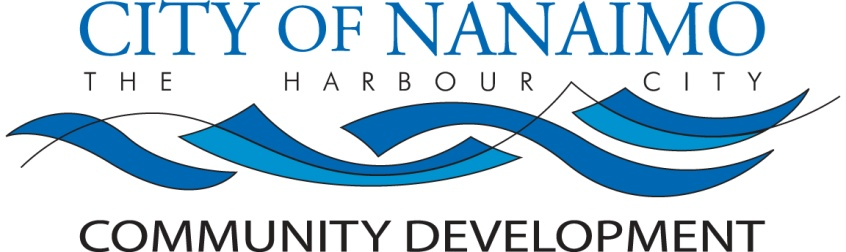 CITY OF NANAIMO
THE HARBOUR CITY
COMMUNITY DEVELOPMENT